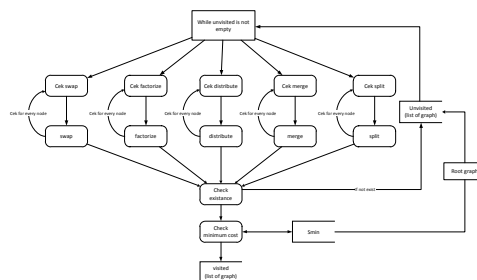 While unvisited is not
empty
Cek swap
Cek factorize
Cek distribute
Cek merge
Cek split
Cek for every node
Cek for every node
Cek for every node
Cek for every node
Cek for every node
Unvisited
(list of graph)
swap
factorize
distribute
merge
split
Root graph
Check
existance
If not exist
Check
minimum cost
Smin
visited
(list of graph)